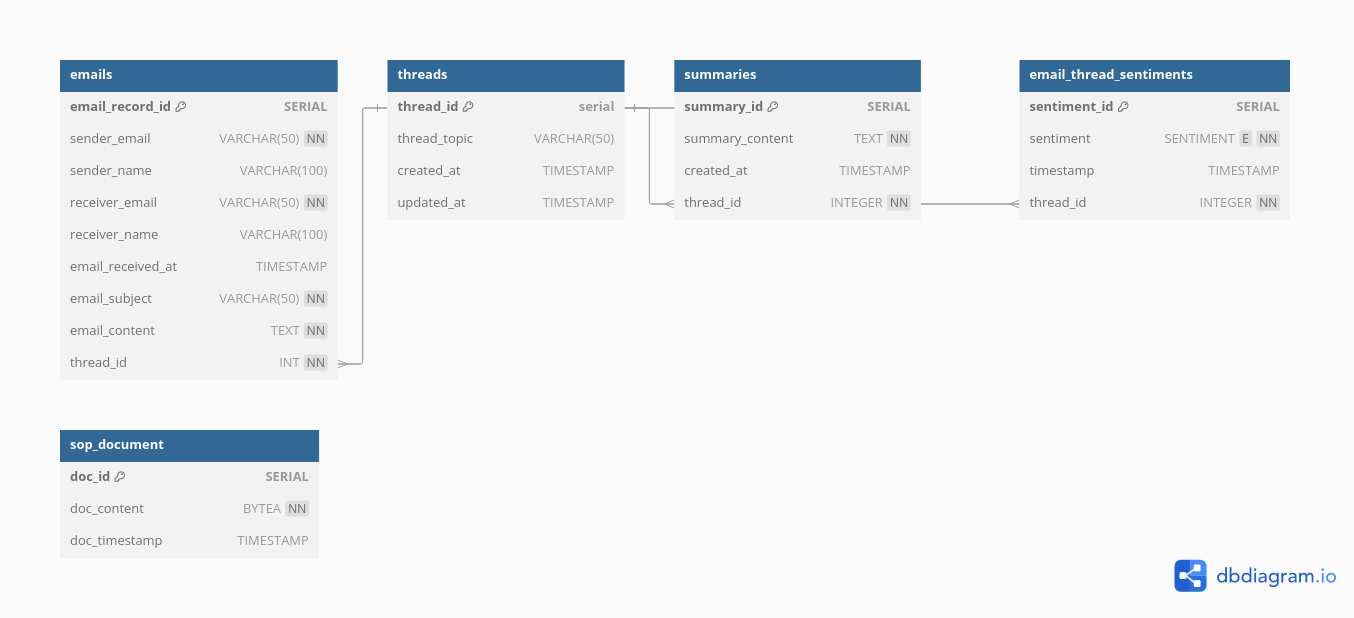 emails
email_record_id SERIAL
sender_email VARCHAR(50) NN
sender_name VARCHAR(100)
receiver_email VARCHAR(50) NN
receiver_name VARCHAR(100)
email_received_at TIMESTAMP
email_subject VARCHAR(50) NN
email_content TEXT NN
thread_id INT NN
threads
thread_id serial
thread_topic VARCHAR(50)
created_at TIMESTAMP
updated_at TIMESTAMP
summaries
summary_id SERIAL
summary_content TEXT NN
created_at TIMESTAMP
thread_id INTEGER NN
email_thread_sentiments
sentiment_id SERIAL
sentiment SENTIMENT E NN
timestamp TIMESTAMP
thread_id INTEGER NN
sop_document
doc_id SERIAL
doc_content BYTEA NN
doc_timestamp TIMESTAMP
dbdiagram.io